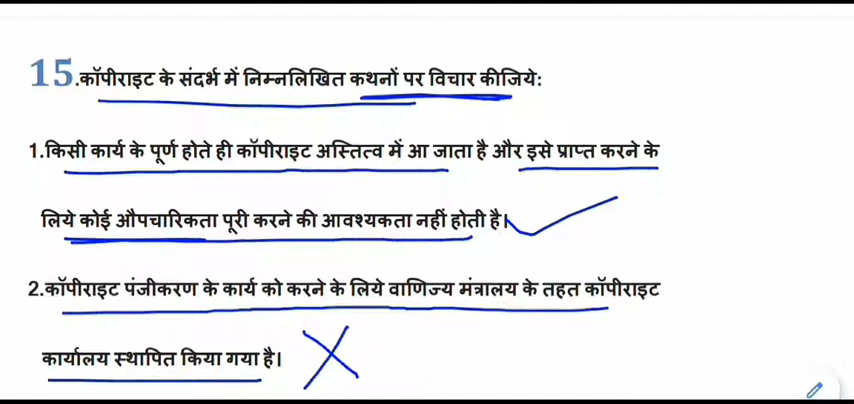 15.कॉपीराइट के संदर्भ में निम्नलिखित कथनों पर विचार कीजिये:
1.किसी कार्य के पूर्ण होते ही कॉपीराइट अस्तित्व में आ जाता है और इसे प्राप्त करने के
लिये कोई औपचारिकता पूरी करने की आवश्यकता नहीं होती है।
2.कॉपीराइट पंजीकरण के कार्य को करने के लिये वाणिज्य मंत्रालय के तहत कॉपीराइट
कार्यालय स्थापित किया गया है।